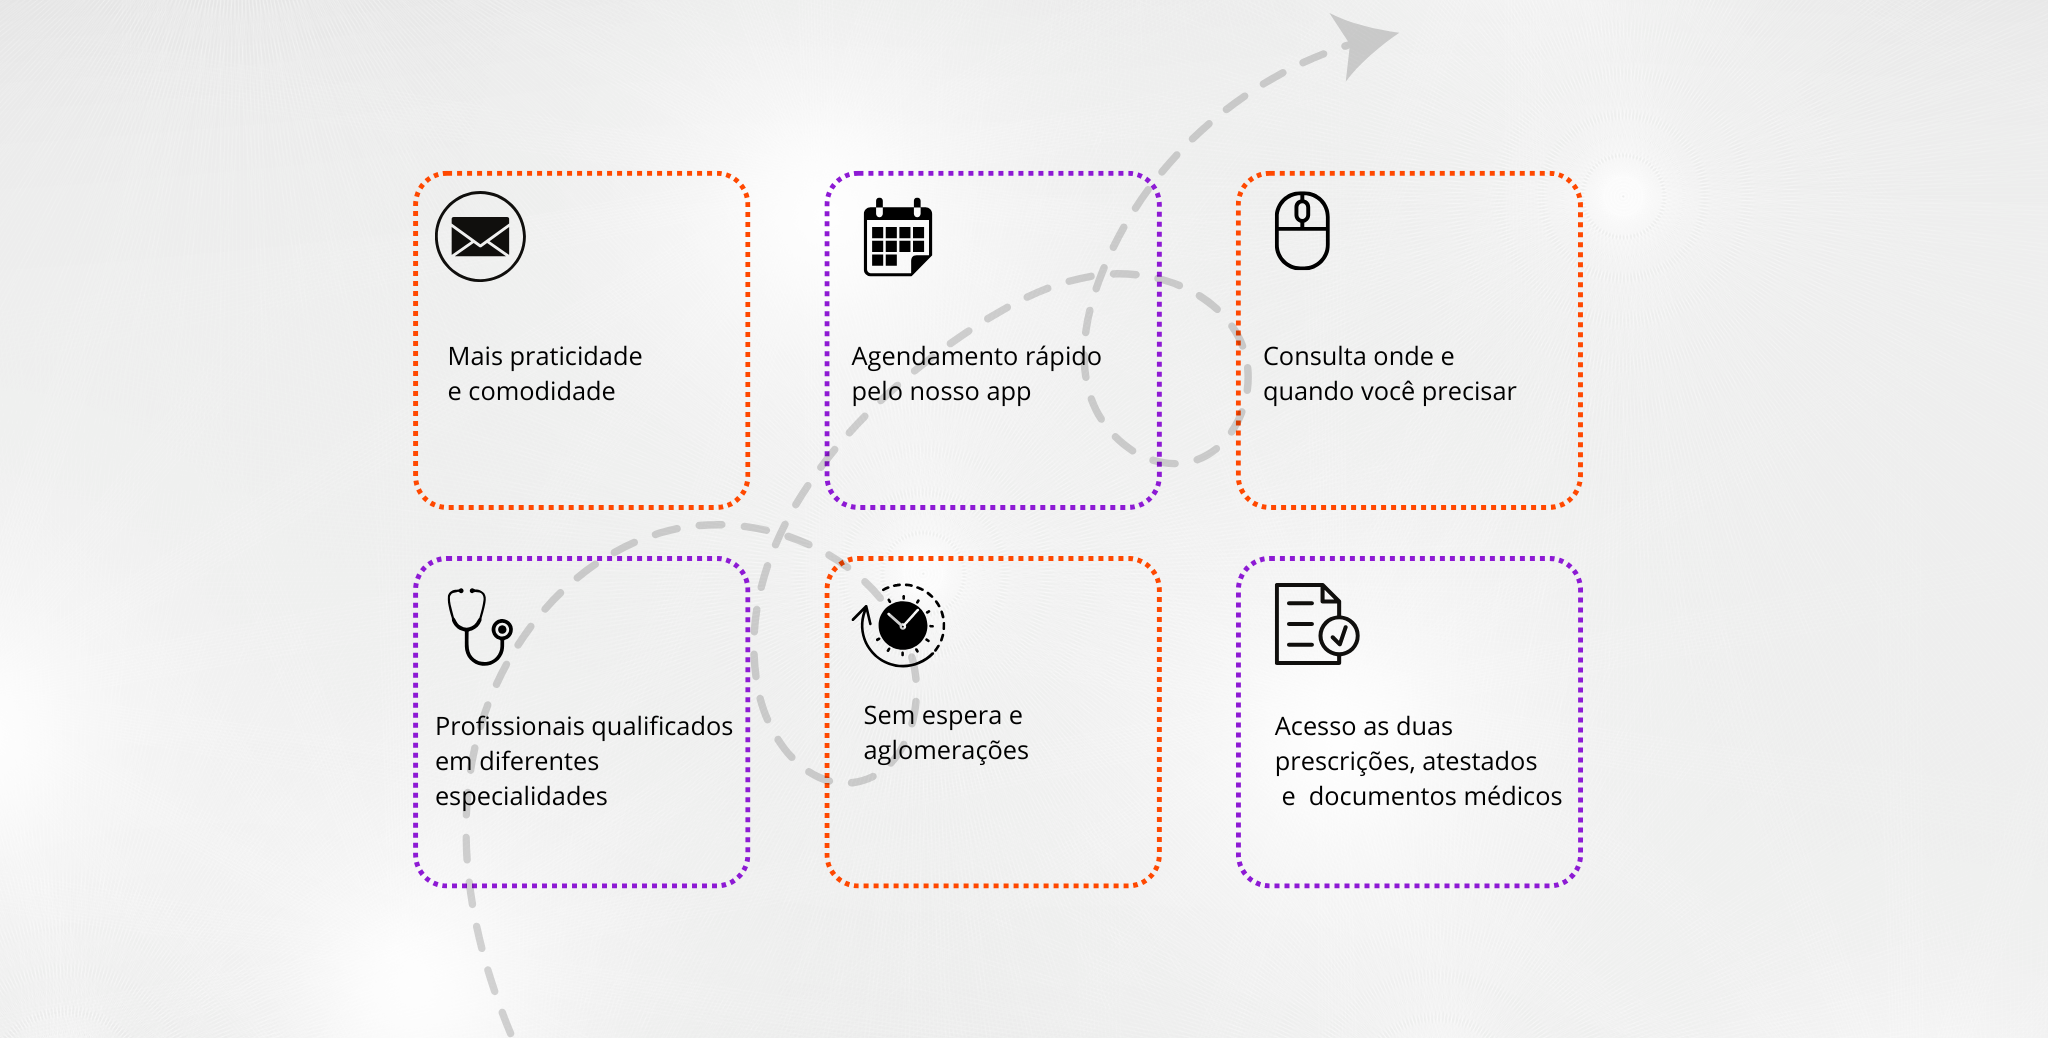 Mais praticidade
e comodidade
Agendamento rápido
pelo nosso app
Consulta onde e
quando você precisar
Profissionais qualificados
em diferentes
especialidades
Sem espera e
aglomerações
Acesso as duas
prescrições, atestados
e  documentos médicos